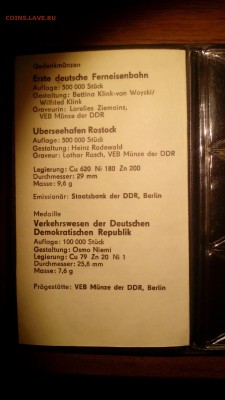 COINS.LAVE.RU
Gedenkmünzen
Erste deutsche Ferneisenbahn
Auflage: 500 000 Stück
Gestaltung: Bettina Klink-von Woyski/
Wilfried Klink
Graveurin: Lorelies Ziemains,
VEB Münze der DDR
Überseehafen Rostock
Auflage: 500 000 Stück
Gestaltung: Heinz Rodewald
Graveur: Lothar Rasch, VEB Münze der DDR
Legierung: Cu 620 Ni 180 Zn 200
Durchmesser: 29 mm
Masse: 9,6 g
Emissionär: Staatsbank der DDR, Berlin
Medaille
Verkehrswesen der Deutschen
Demokratischen Republik
Auflage: 100 000 Stück
Gestaltung: Osmo Niemi
Legierung: Cu 79 Zn 20 Ni 1
Durchmesser: 25,8 mm
Masse: 7,6 g
Prägestätte: VEB Münze der DDR, Berlin